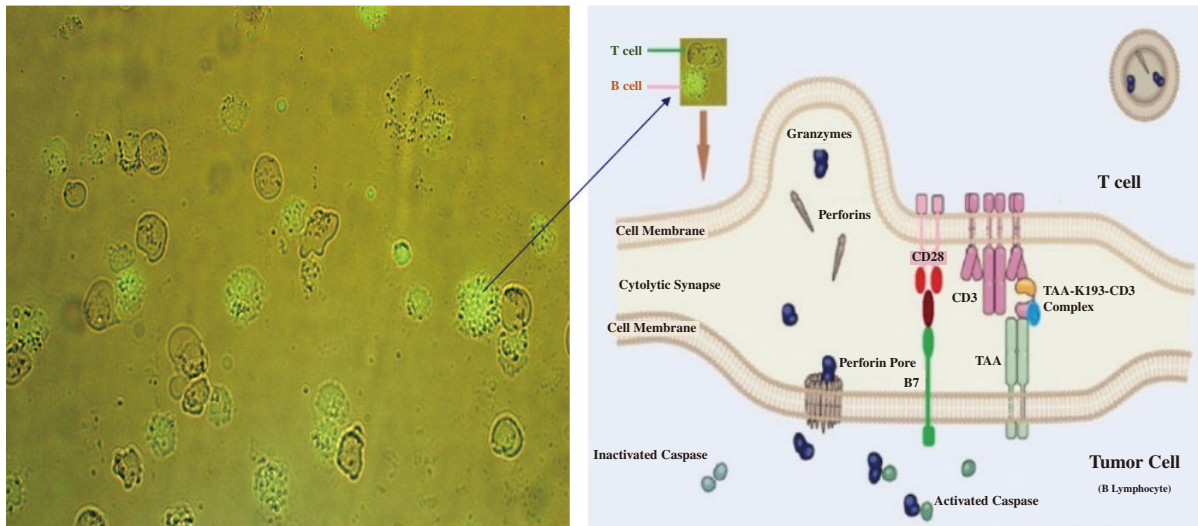 T cell
B cell
Granzymes
T cell
Perforins
Cell Membrane
CD28
Cytolytic Synapse
CD3
TAA-K193-CD3
Complex
Cell Membrane
Perforin Pore
TAA
B7
Inactivated Caspase
Tumor Cell
(B Lymphocyte)
Activated Caspase